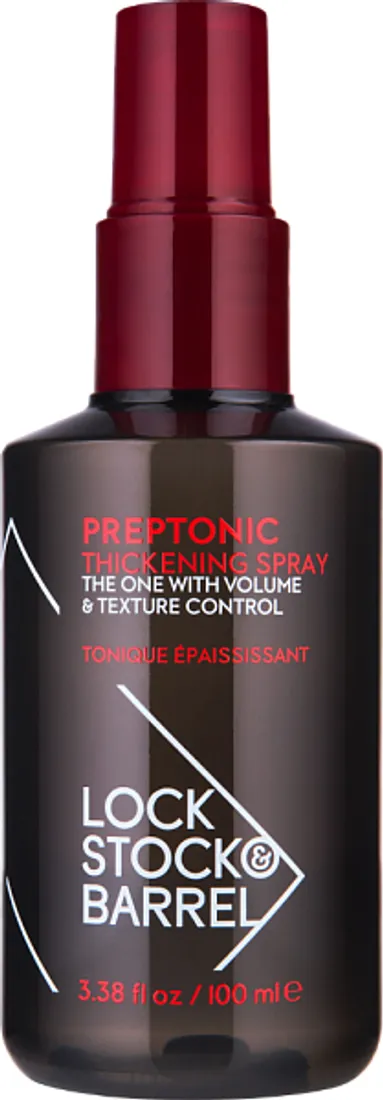 PREPTONIC
THICKENING SPRAY
THE ONE WITH VOLUME
& TEXTURE CONTROL
TONIQUE ÉPAISSISSANT
LOCK
STOCK&
BARREL
3.38 fl oz / 100 ml ℮